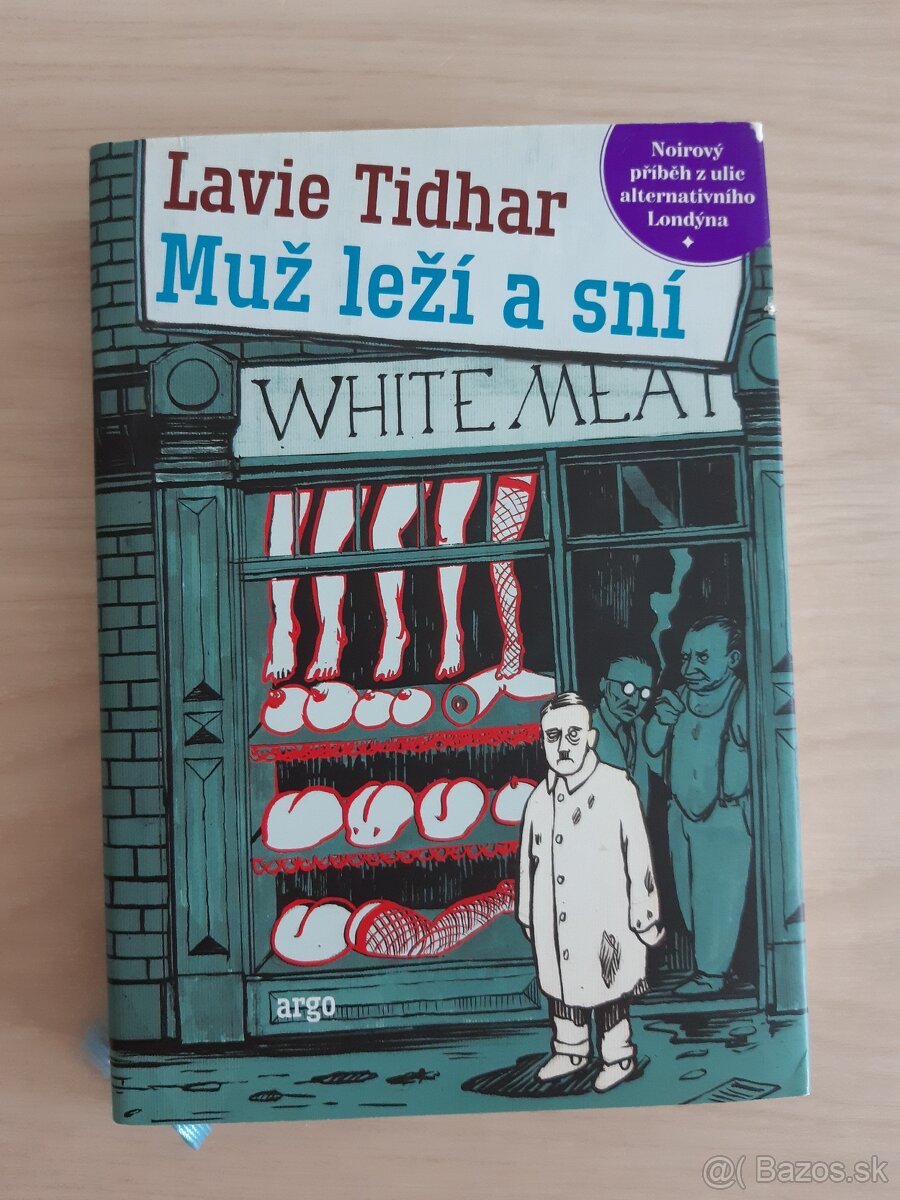 Lavie Tidhar
Muž leží a sní
Noirový
příběh z ulic
alternativního
Londýna
WHITE MEAT
argo
@( Bazos.sk